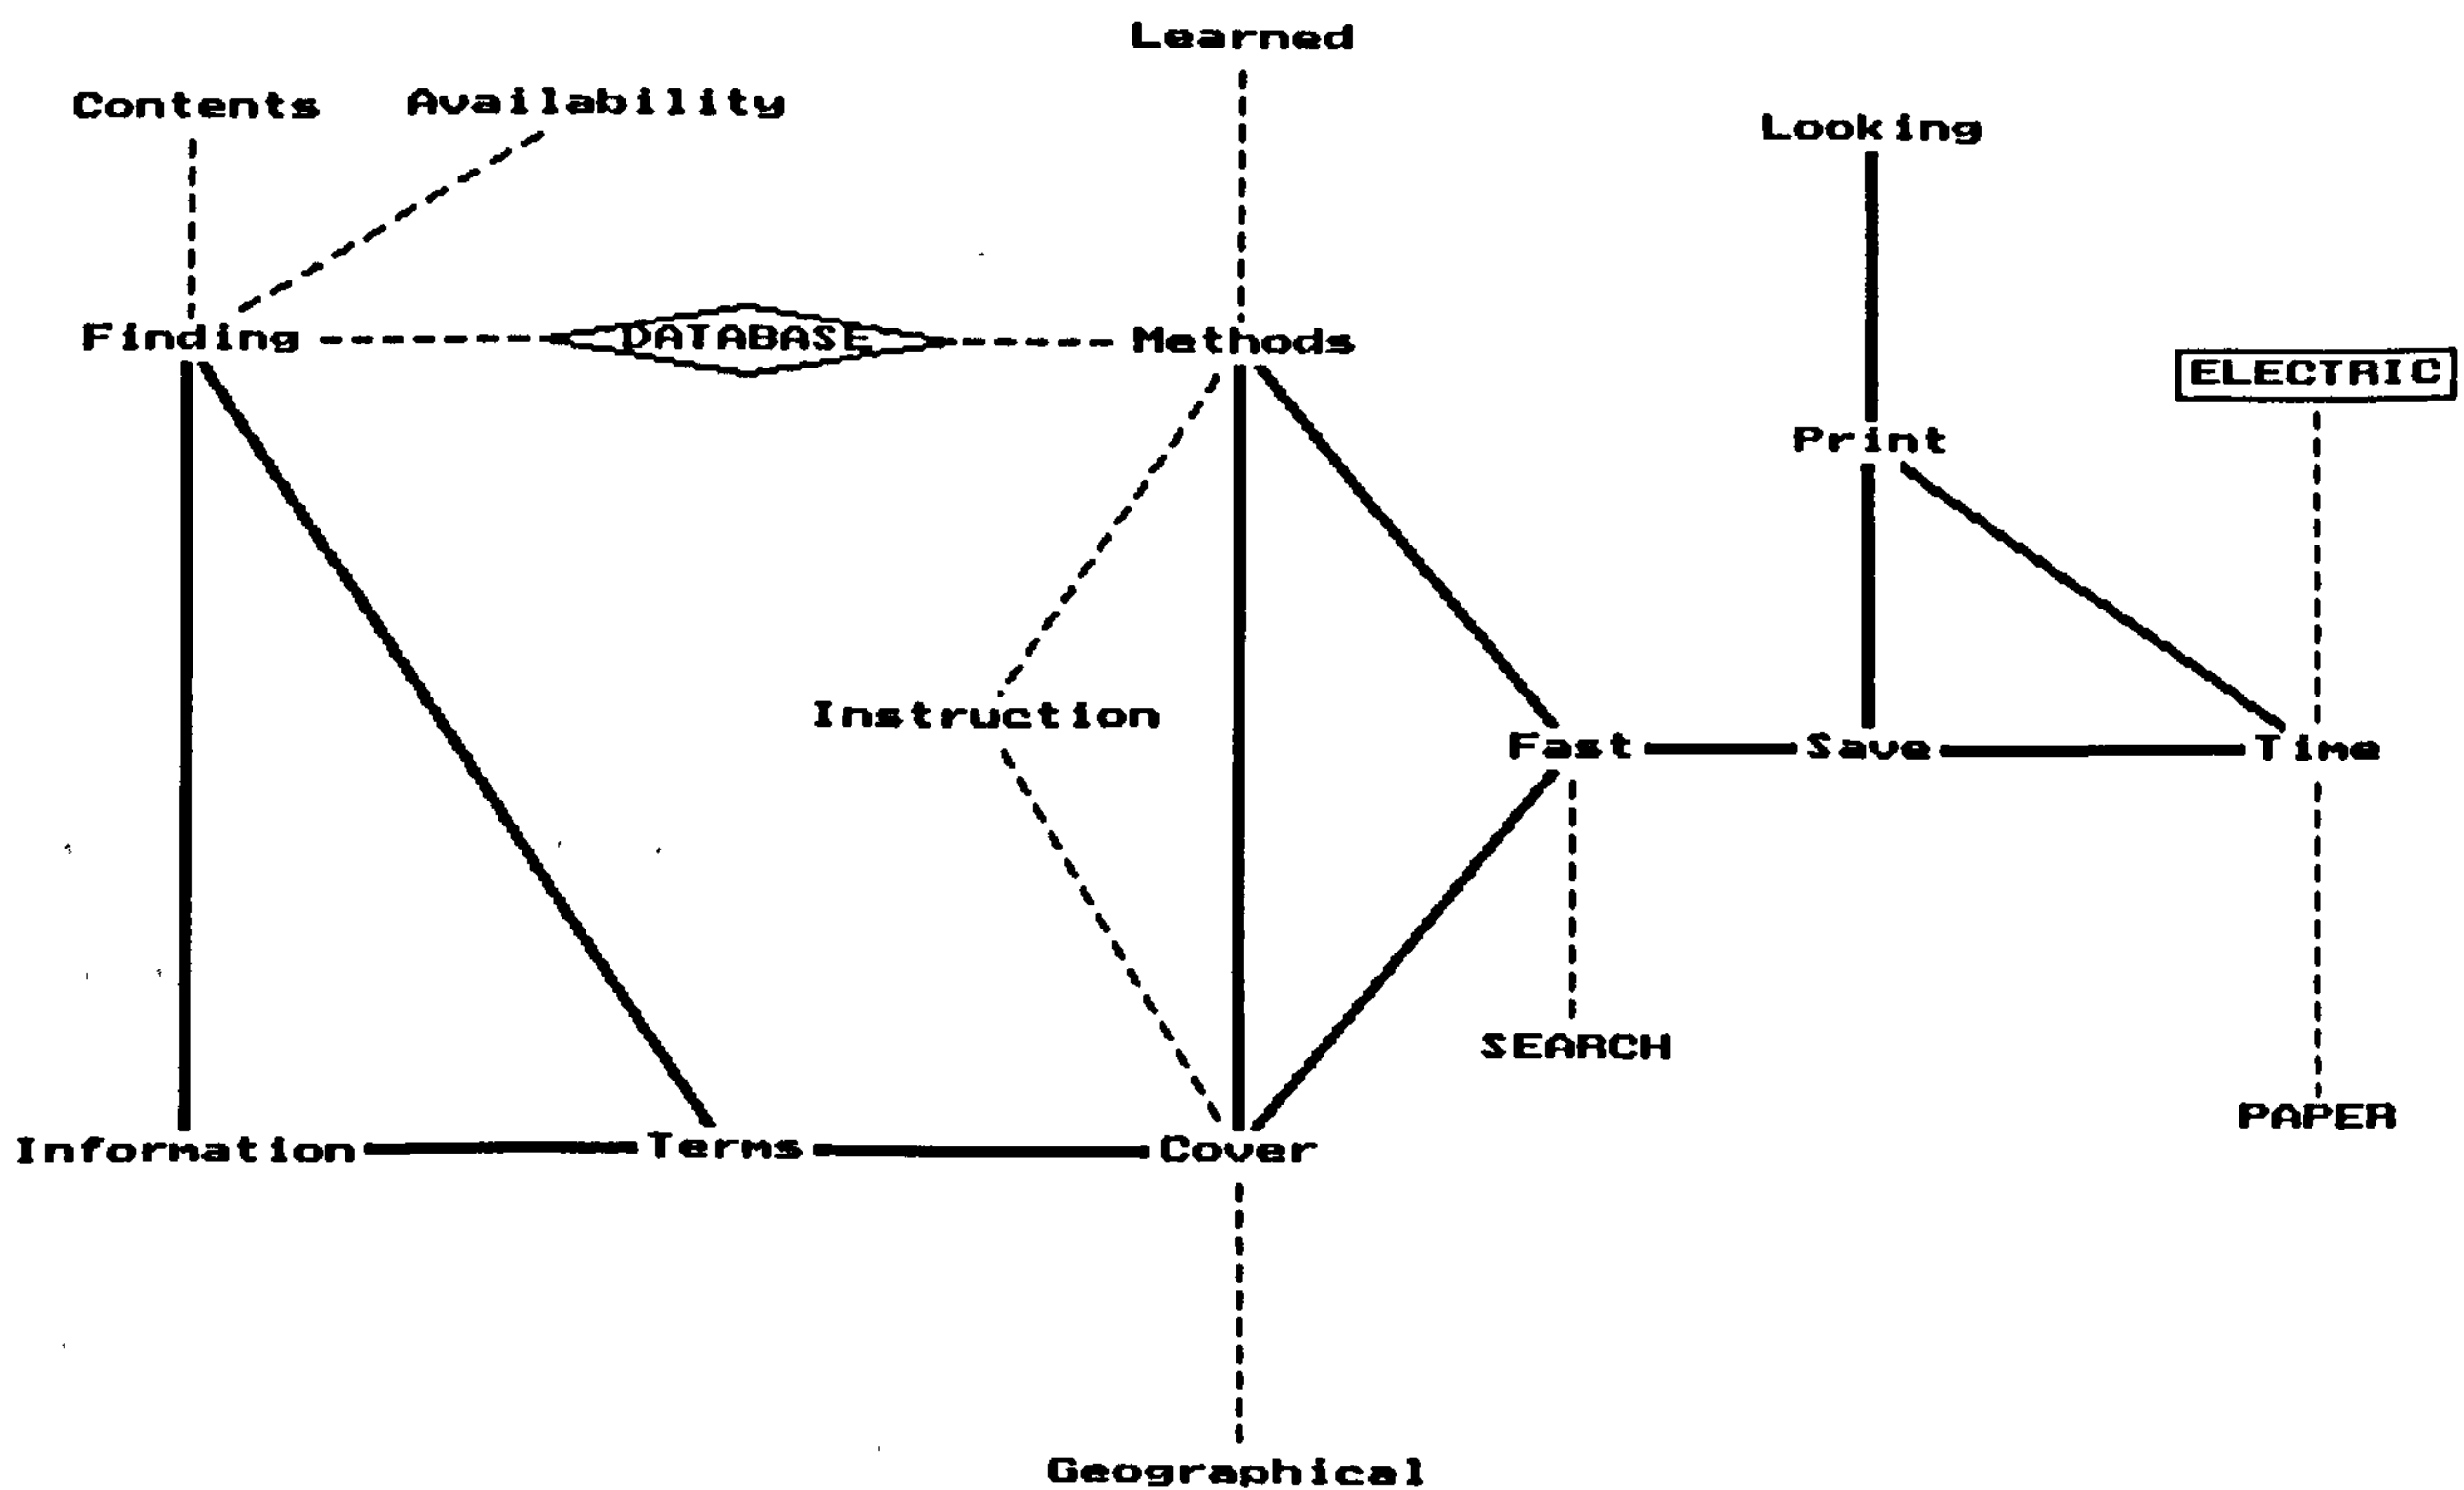 Learned
Contents
Availability
Looking
Finding
DATABASE
Methods
ELECTRIC
Print
Instruction
Fast
Save
Time
SEARCH
PAPER
Information
Terms
Cover
Geographical